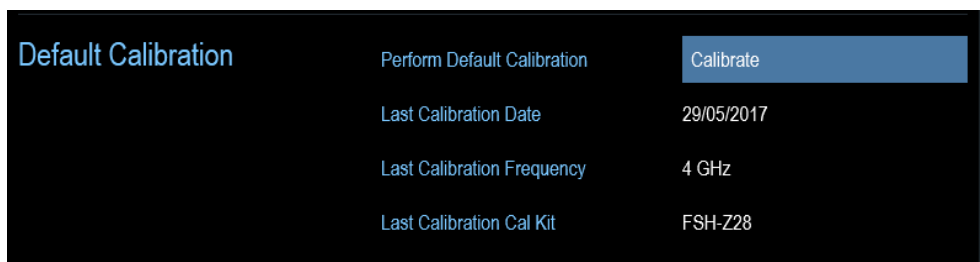 Default Calibration
Perform Default Calibration Calibrate
Last Calibration Date 29/05/2017
Last Calibration Frequency 4 GHz
Last Calibration Cal Kit FSH-Z28